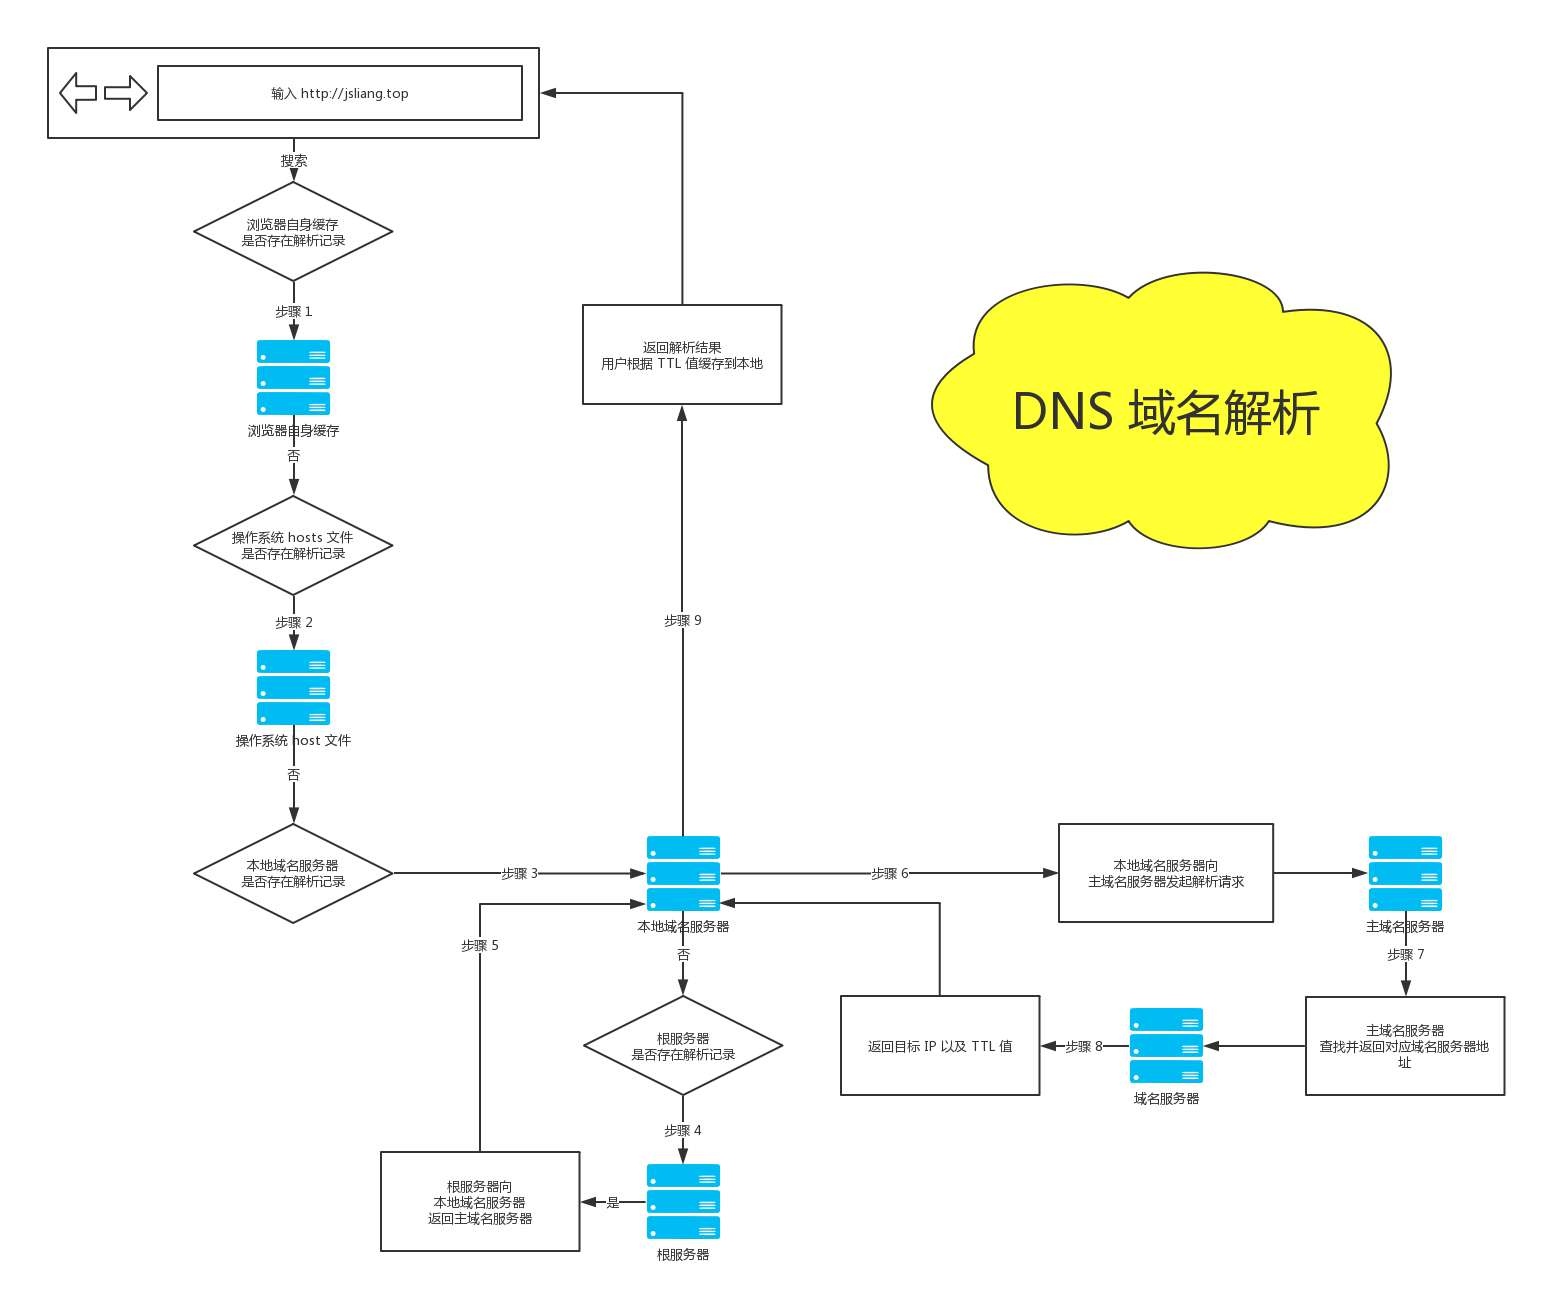 输入 http://jsliang.top
搜索
浏览器自身缓存
是否存在解析记录
步骤 1
浏览器自身缓存
否
操作系统 hosts 文件
是否存在解析记录
步骤 2
操作系统 host 文件
否
本地域名服务器
是否存在解析记录
步骤 3
本地域名服务器
否
根服务器
是否存在解析记录
步骤 4
根服务器
是
根服务器向
本地域名服务器
返回主域名服务器
步骤 5
步骤 6
本地域名服务器向
主域名服务器发起解析请求
主域名服务器
步骤 7
主域名服务器
查找并返回对应域名服务器地
址
域名服务器
步骤 8
返回目标 IP 以及 TTL 值
步骤 9
返回解析结果
用户根据 TTL 值缓存到本地
DNS 域名解析